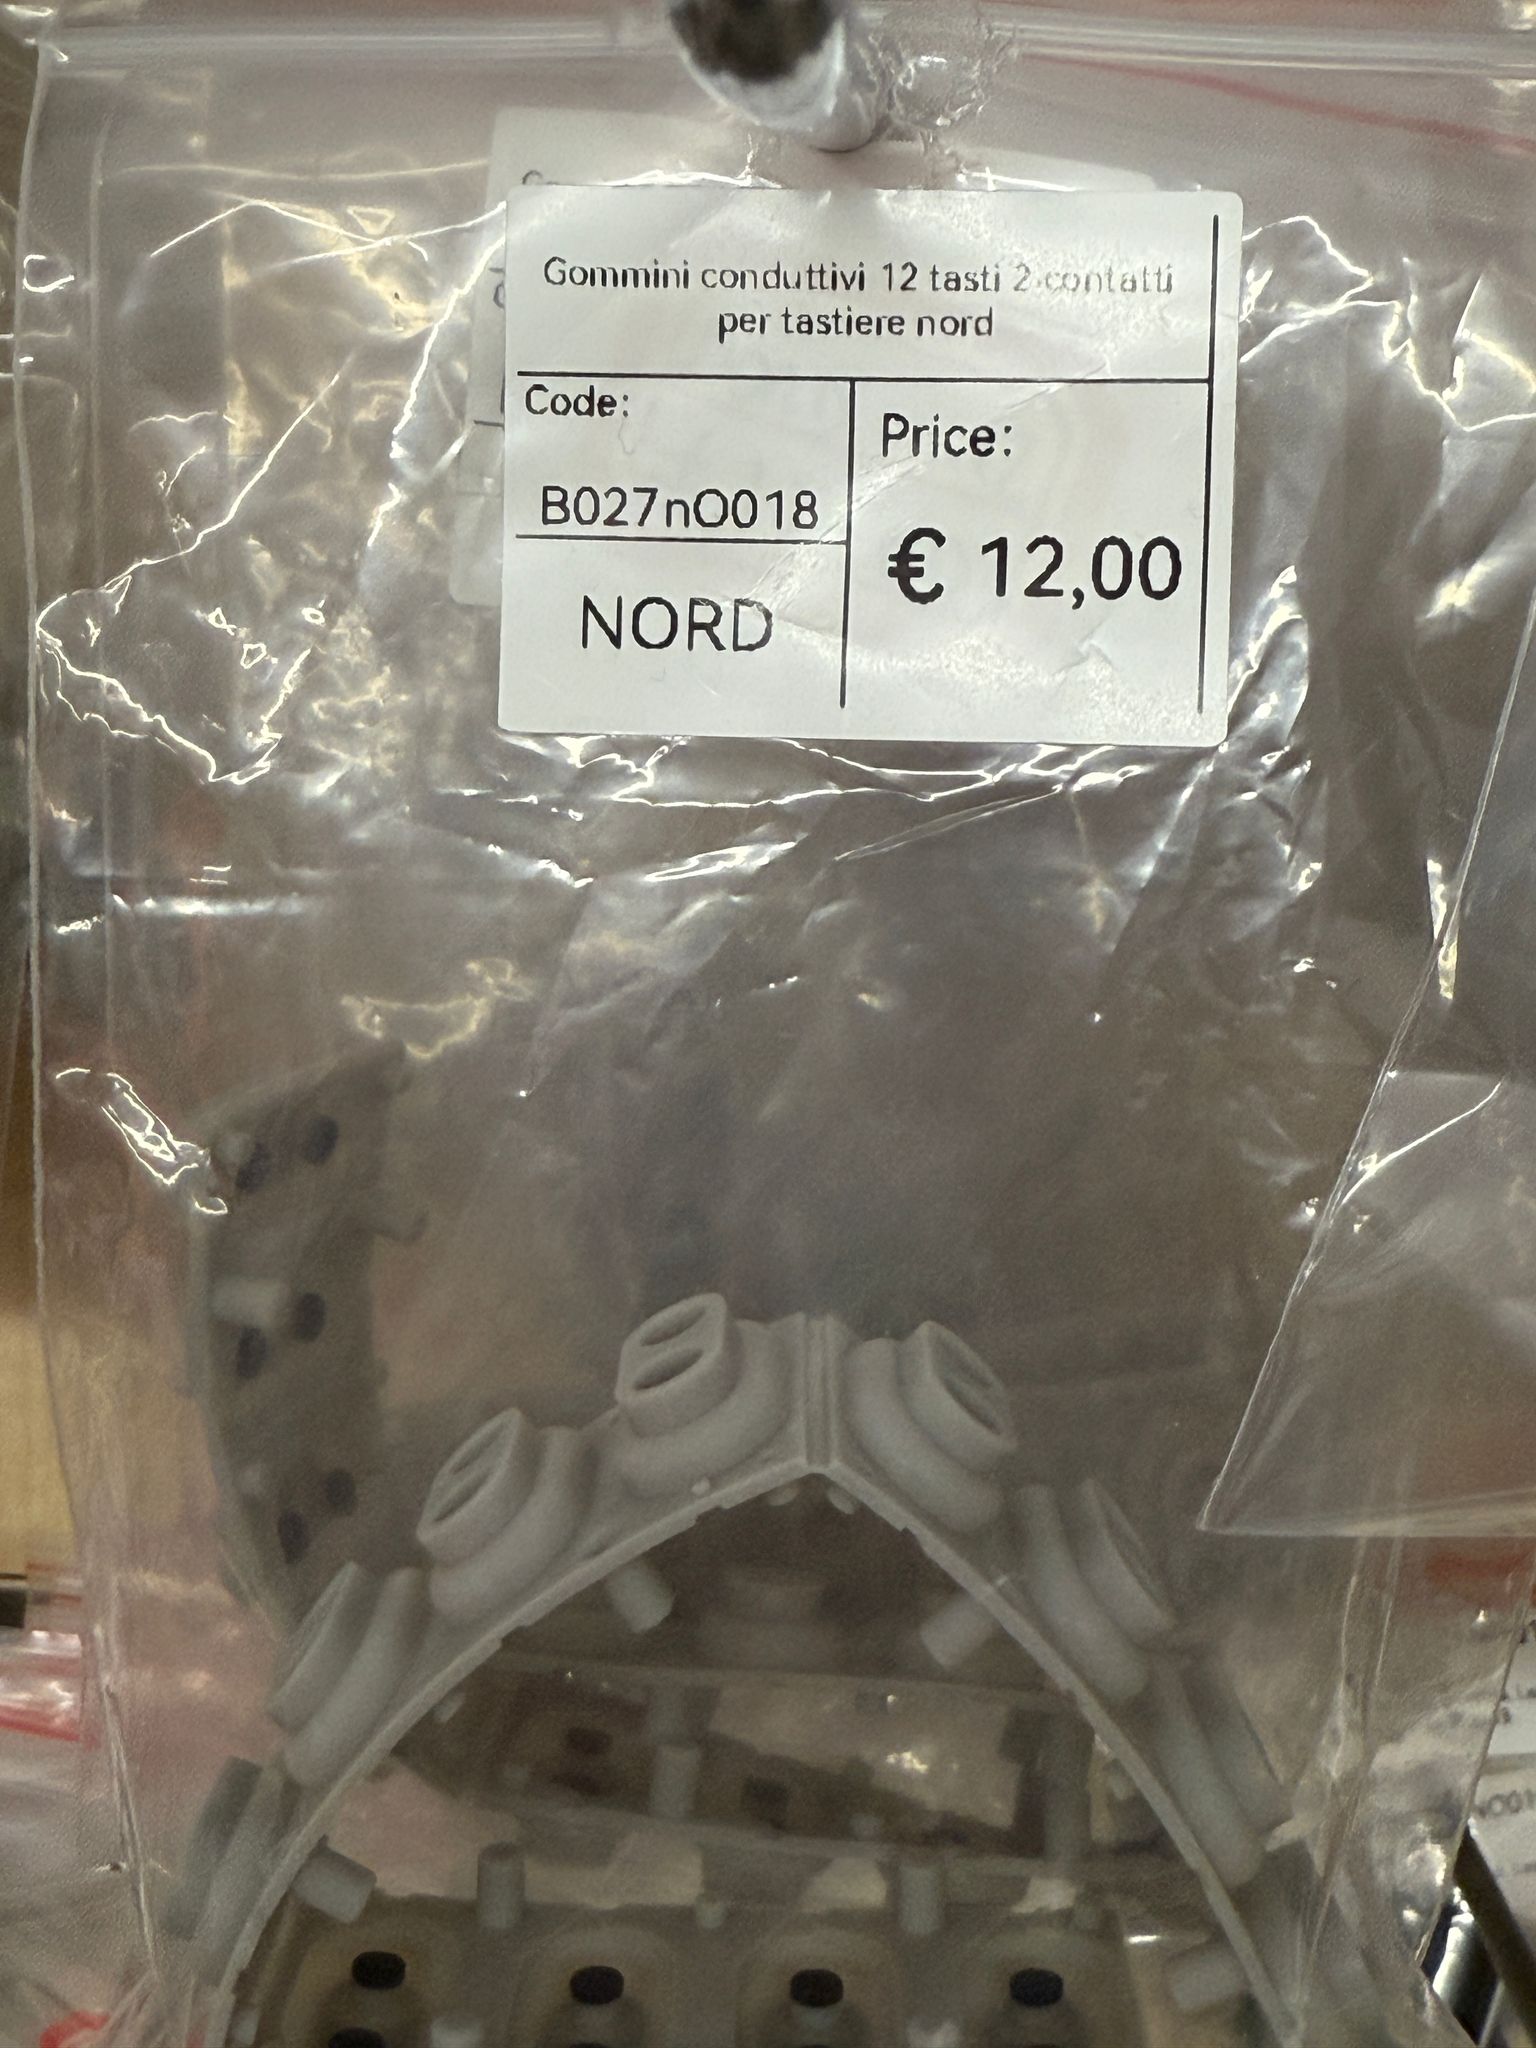 Gommini conduttivi 12 tasti 2 contatti
per tastiere nord
Code:
B027nO018
NORD
Price:
€ 12,00